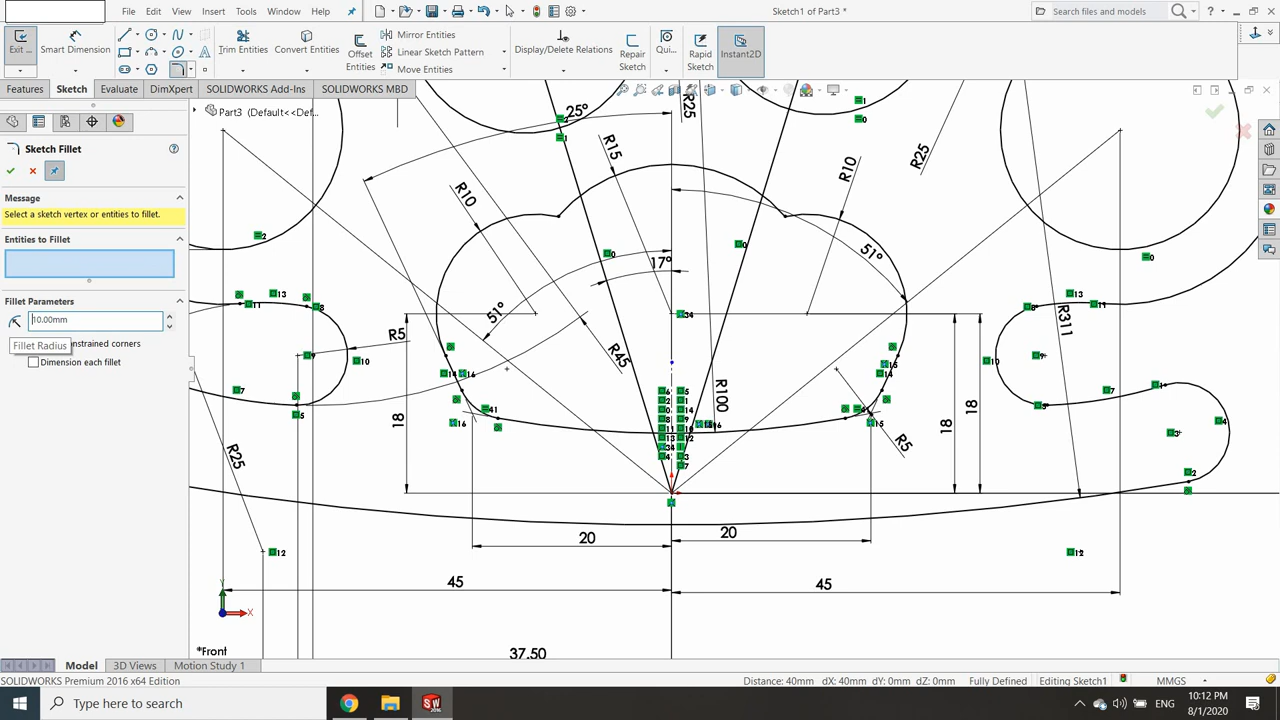 File Edit View Insert Tools Window Help
Sketch1 of Part3 *
Search files and models
?
Exit ...
Smart Dimension
Trim Entities
Convert Entities
Offset Entities
Mirror Entities
Linear Sketch Pattern
Move Entities
Display/Delete Relations
Repair Sketch
Qui...
Rapid Sketch
Instant2D
Features Sketch Evaluate DimXpert SOLIDWORKS Add-Ins SOLIDWORKS MBD
Part3 (Default<<Def...
Sketch Fillet
Message
Select a sketch vertex or entities to fillet.
Entities to Fillet
Fillet Parameters
10.00mm
Fillet Radius
onstrained corners
Dimension each fillet
25°
R25
R15
R10
R10
R25
51°
17°
51°
R5
R45
R100
R311
18
18
18
R5
R25
20
20
45
45
37.50
Y
X
*Front
Model 3D Views Motion Study 1
SOLIDWORKS Premium 2016 x64 Edition
Distance: 40mm dX: 40mm dY: 0mm dZ: 0mm Fully Defined Editing Sketch1 MMGS
Type here to search
SW
2016
ENG
10:12 PM
8/1/2020